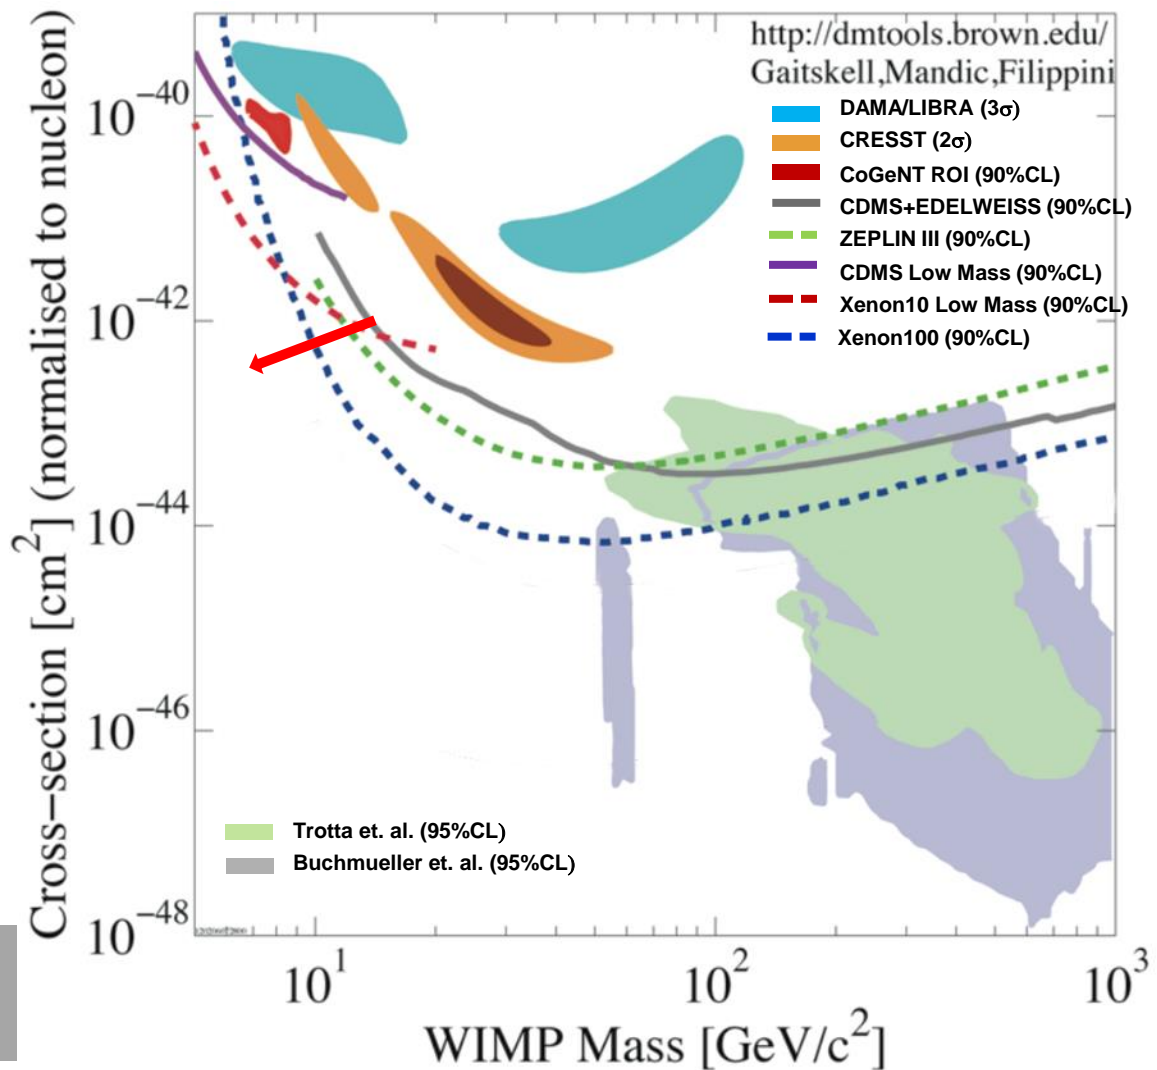 http://dmtools.brown.edu/
Gaitskell,Mandic,Filippini
DAMA/LIBRA (3σ)
CRESST (2σ)
CoGeNT ROI (90%CL)
CDMS+EDELWEISS (90%CL)
ZEPLIN III (90%CL)
CDMS Low Mass (90%CL)
Xenon10 Low Mass (90%CL)
Xenon100 (90%CL)
Cross−section [cm²] (normalised to nucleon)
10⁻⁴⁰
10⁻⁴²
10⁻⁴⁴
10⁻⁴⁶
10⁻⁴⁸
Trotta et. al. (95%CL)
Buchmueller et. al. (95%CL)
10¹
10²
10³
WIMP Mass [GeV/c²]